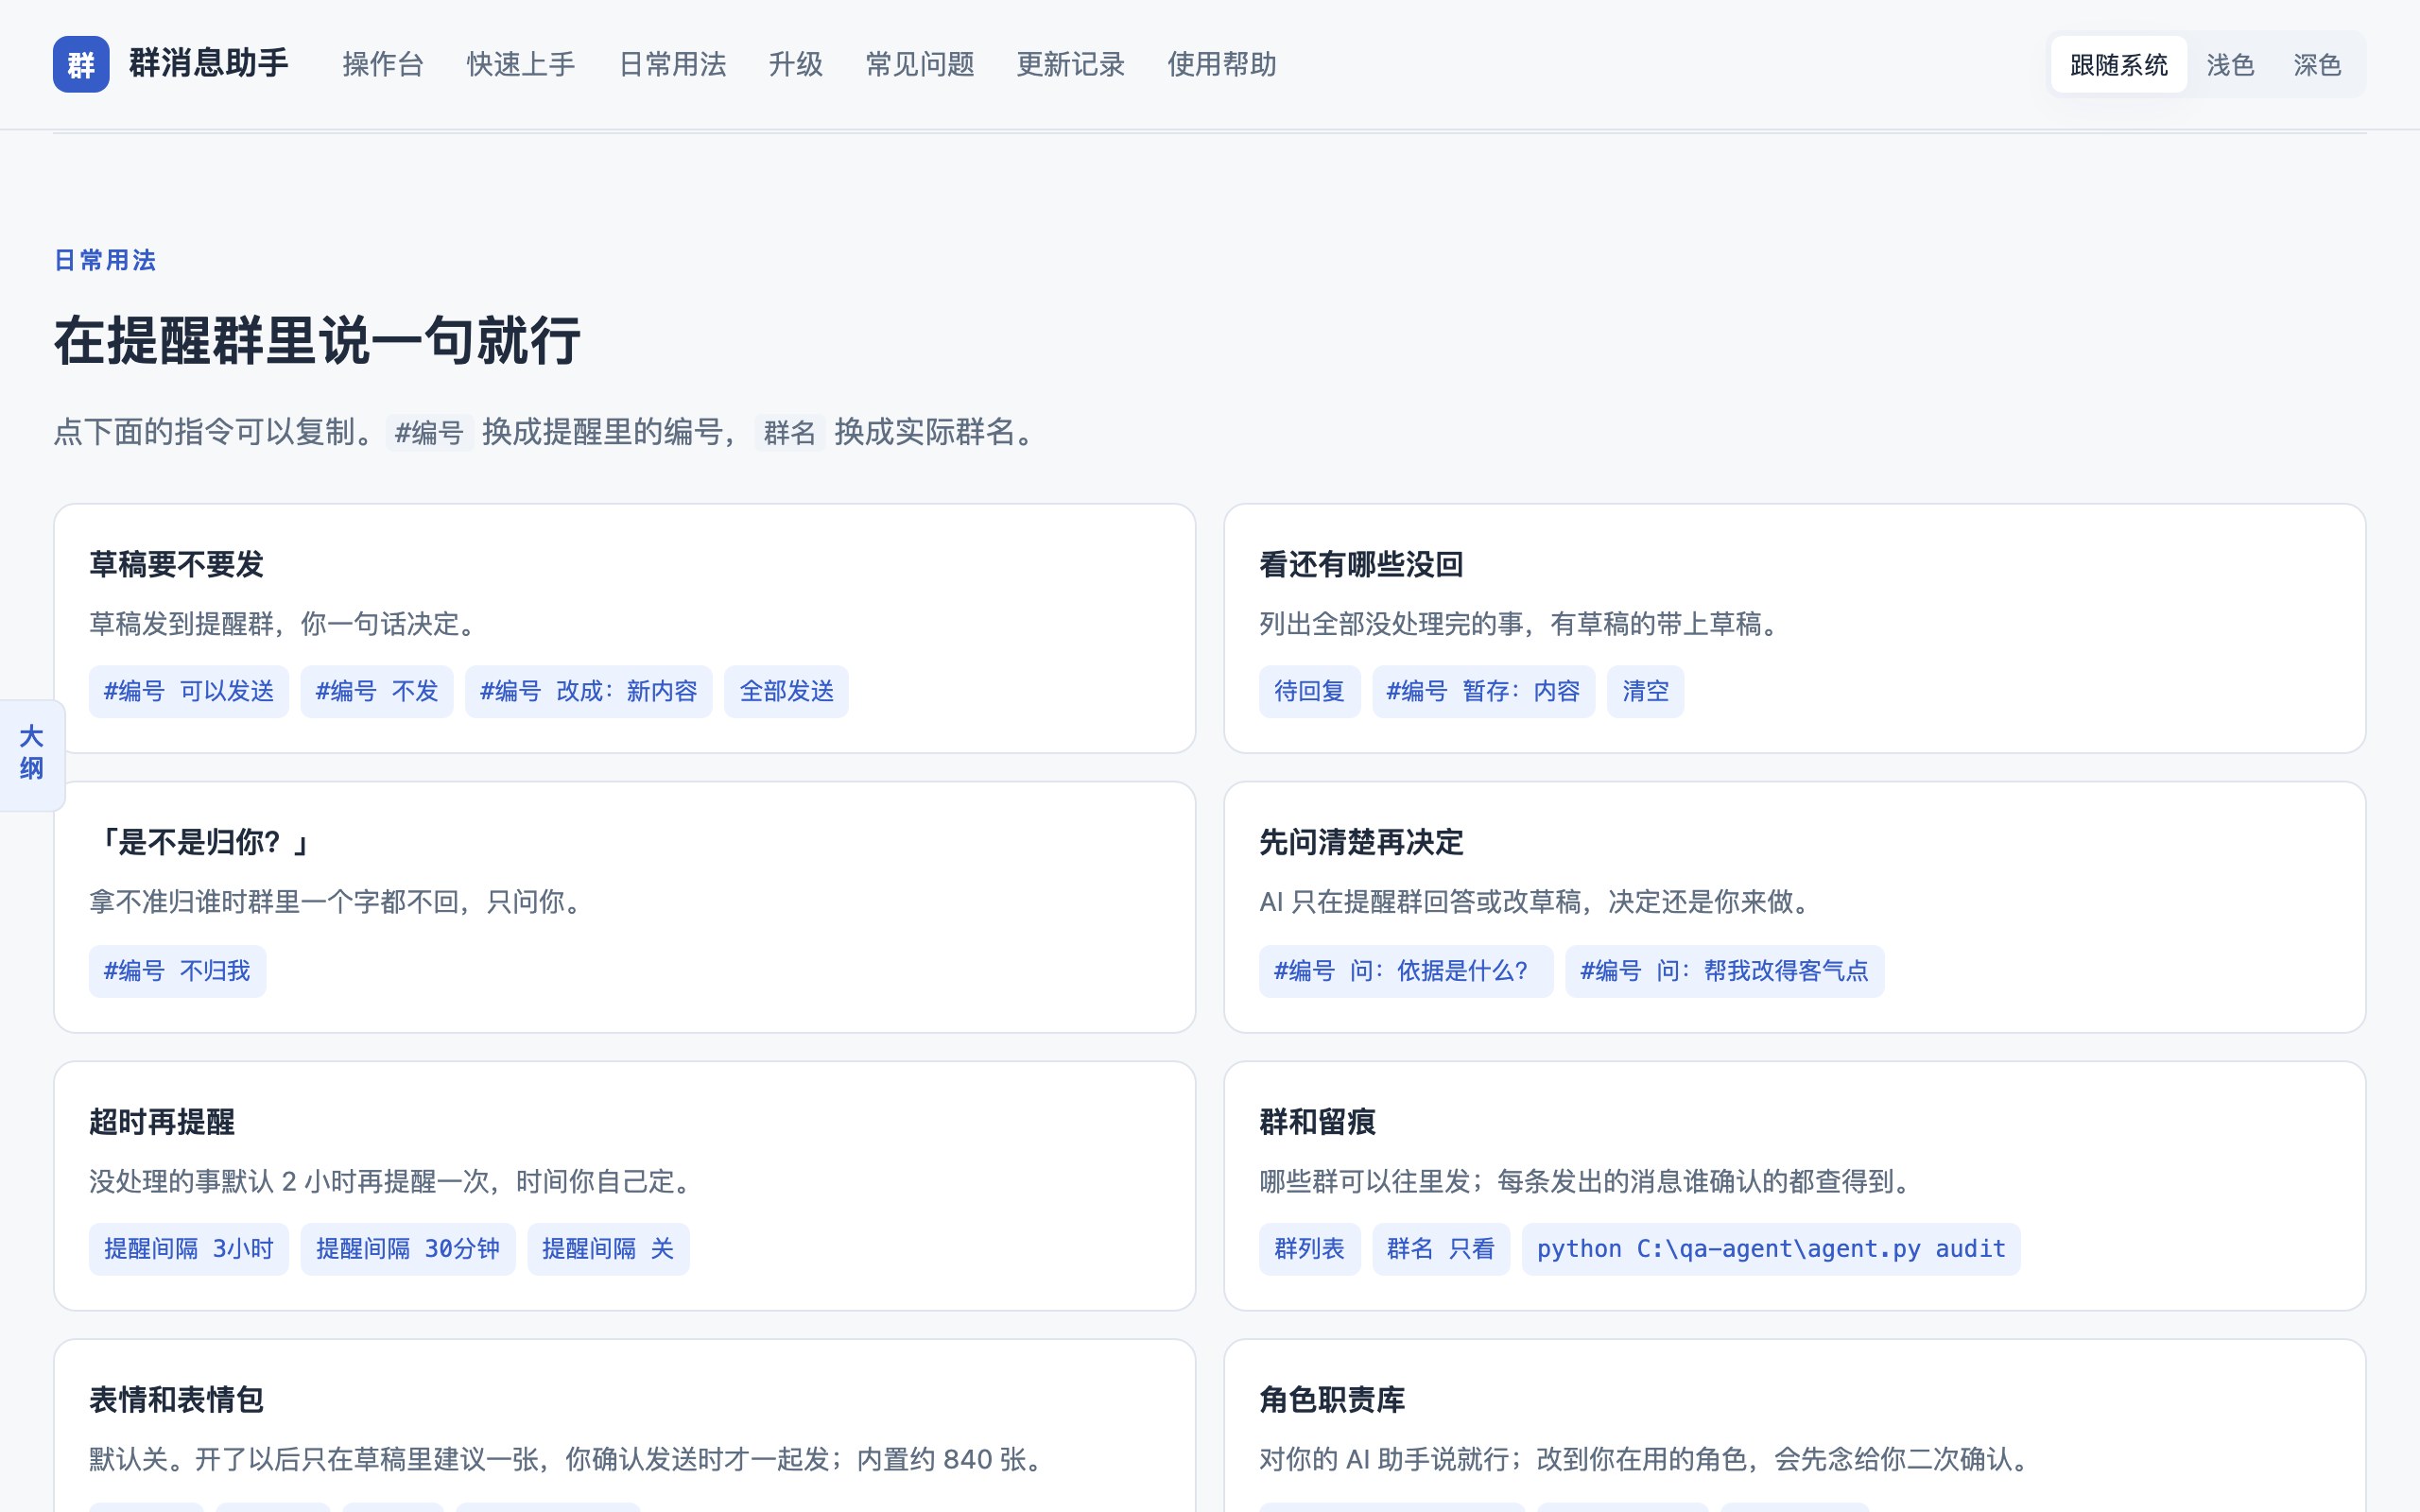 群 群消息助手 操作台 快速上手 日常用法 升级 常见问题 更新记录 使用帮助 跟随系统 浅色 深色
日常用法
在提醒群里说一句就行
点下面的指令可以复制。 #编号 换成提醒里的编号， 群名 换成实际群名。
草稿要不要发
草稿发到提醒群，你一句话决定。
#编号 可以发送 #编号 不发 #编号 改成：新内容 全部发送
看还有哪些没回
列出全部没处理完的事，有草稿的带上草稿。
待回复 #编号 暂存：内容 清空
大
纲
「是不是归你？」
拿不准归谁时群里一个字都不回，只问你。
#编号 不归我
先问清楚再决定
AI 只在提醒群回答或改草稿，决定还是你来做。
#编号 问：依据是什么？ #编号 问：帮我改得客气点
超时再提醒
没处理的事默认 2 小时再提醒一次，时间你自己定。
提醒间隔 3小时 提醒间隔 30分钟 提醒间隔 关
群和留痕
哪些群可以往里发；每条发出的消息谁确认的都查得到。
群列表 群名 只看 python C:\qa-agent\agent.py audit
表情和表情包
默认关。开了以后只在草稿里建议一张，你确认发送时才一起发；内置约 840 张。
角色职责库
对你的 AI 助手说就行；改到你在用的角色，会先念给你二次确认。